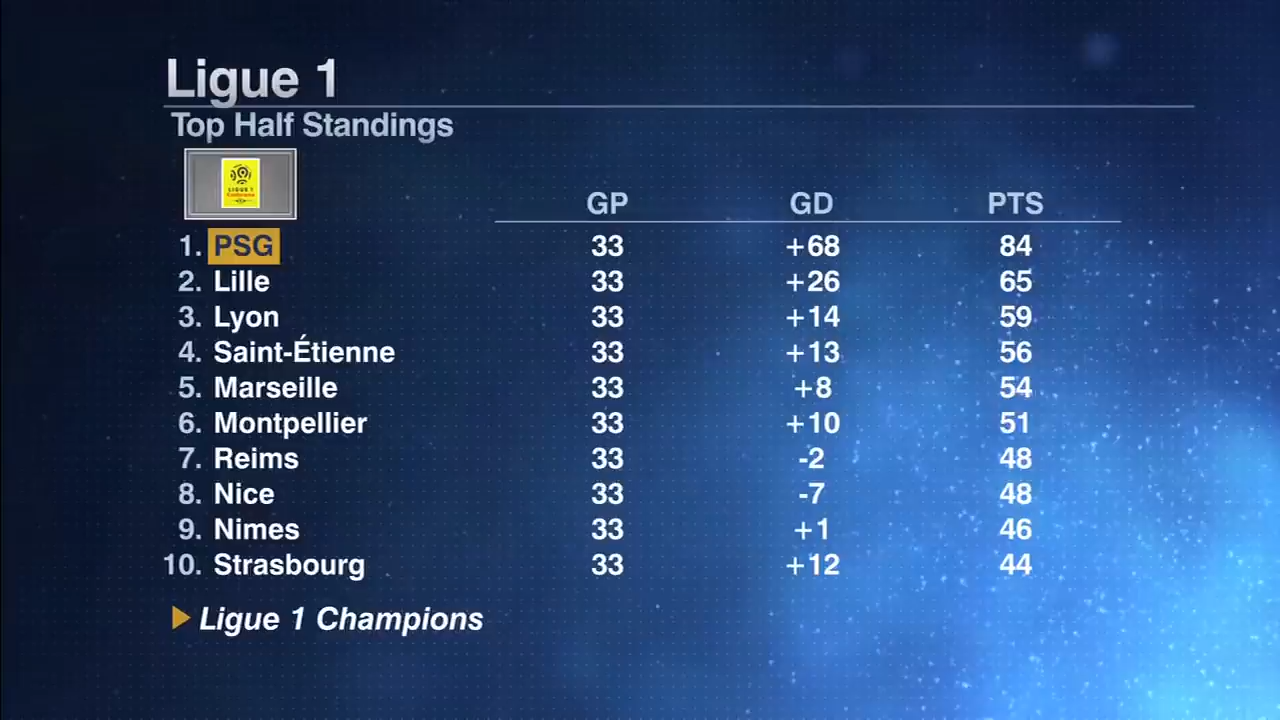 Ligue 1
Top Half Standings
LIGUE 1
Conforama
GP GD PTS
1. PSG 33 +68 84
2. Lille 33 +26 65
3. Lyon 33 +14 59
4. Saint-Étienne 33 +13 56
5. Marseille 33 +8 54
6. Montpellier 33 +10 51
7. Reims 33 -2 48
8. Nice 33 -7 48
9. Nimes 33 +1 46
10. Strasbourg 33 +12 44
Ligue 1 Champions